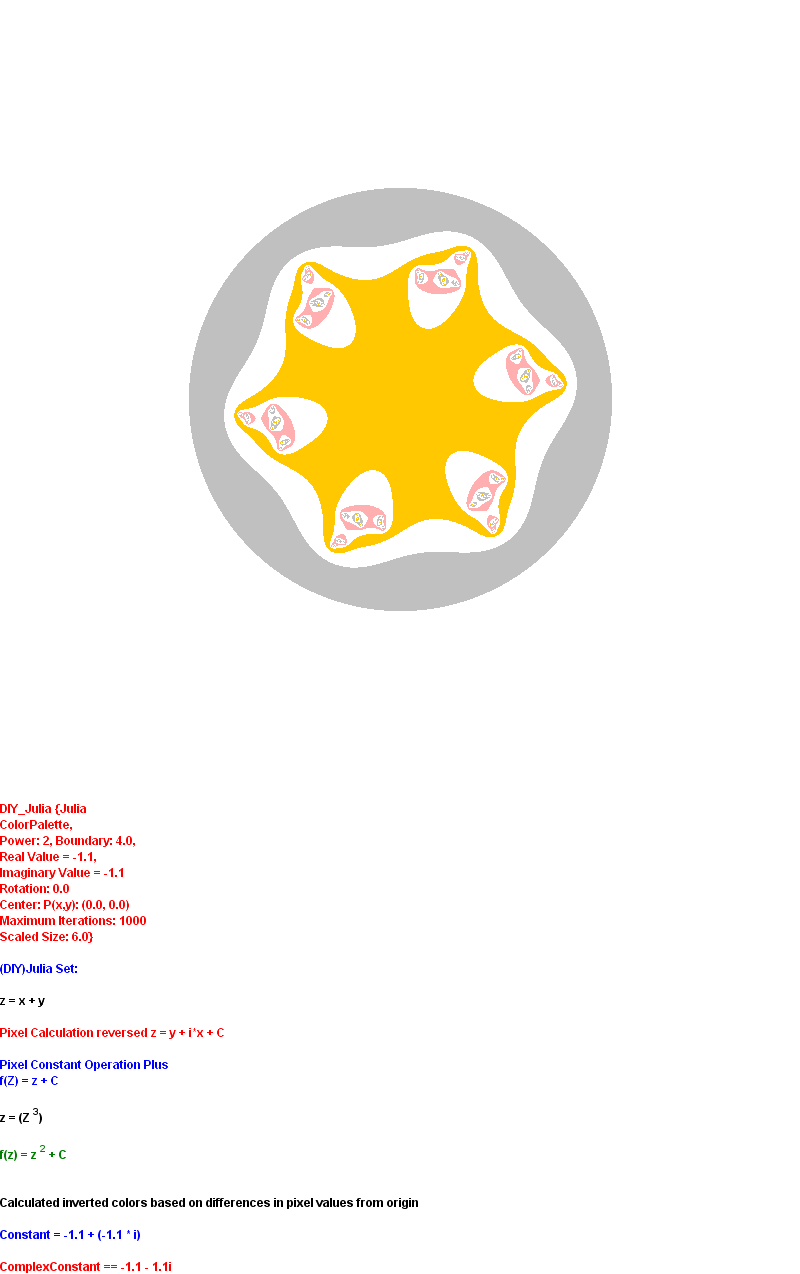 DIY_Julia {Julia
ColorPalette,
Power: 2, Boundary: 4.0,
Real Value = -1.1,
Imaginary Value = -1.1
Rotation: 0.0
Center: P(x,y): (0.0, 0.0)
Maximum Iterations: 1000
Scaled Size: 6.0}
(DIY)Julia Set:
z = x + y
Pixel Calculation reversed z = y + i*x + C
Pixel Constant Operation Plus
f(Z) = z + C
z = (Z 3)
f(z) = z 2 + C
Calculated inverted colors based on differences in pixel values from origin
Constant = -1.1 + (-1.1 * i)
ComplexConstant == -1.1 - 1.1i